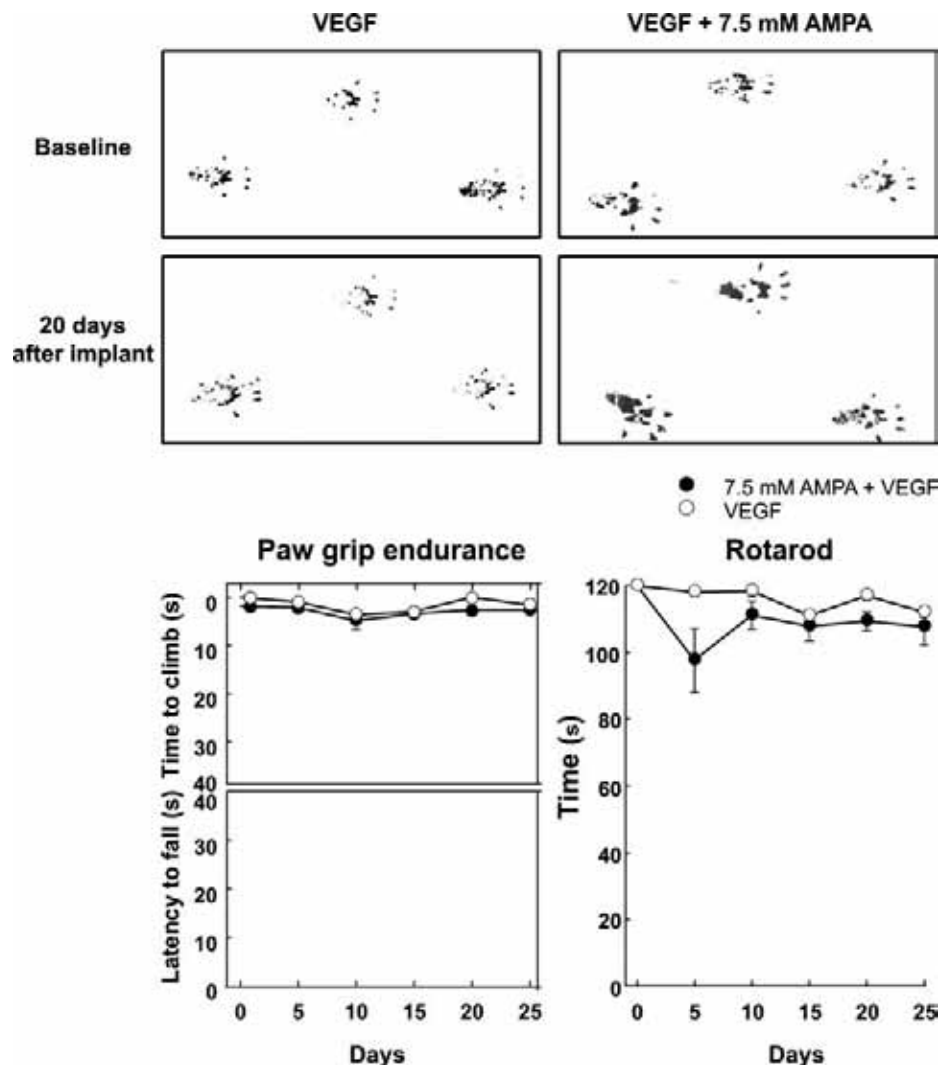 VEGF
VEGF + 7.5 mM AMPA
Baseline
20 days
after implant
7.5 mM AMPA + VEGF
VEGF
Paw grip endurance
Rotarod
Time to climb (s)
0
10
20
30
40
Latency to fall (s)
40
30
20
10
0
0 5 10 15 20 25
Days
Time (s)
120
100
80
60
40
20
0
0 5 10 15 20 25
Days